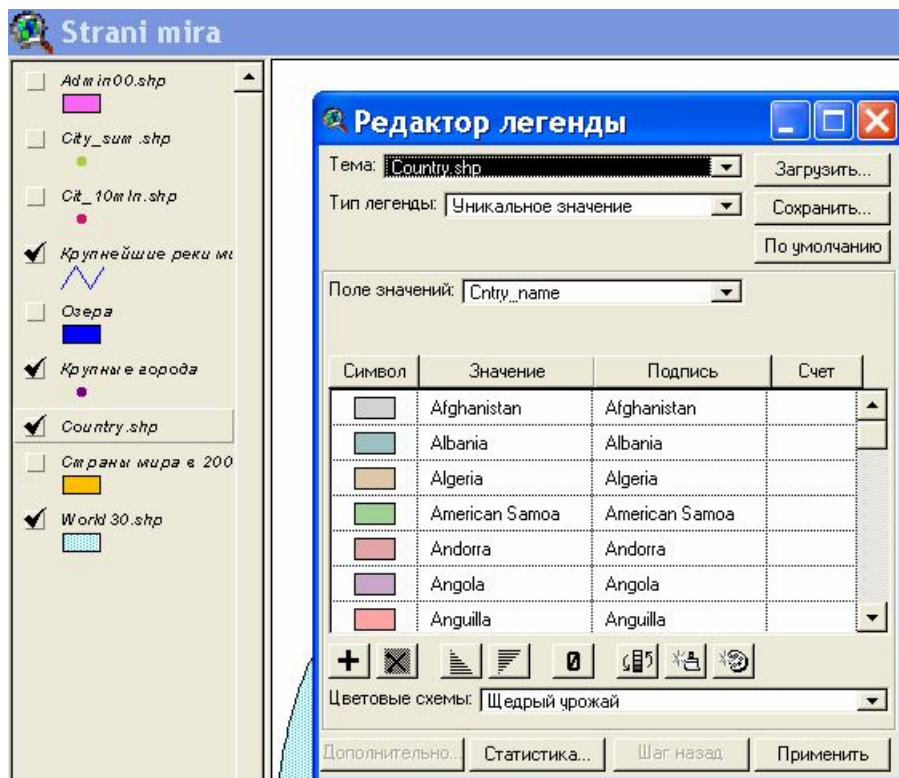 Strani mira
Admin00.shp
City_sum .shp
Cit_10mln.shp
Крупнейшие реки ми
Озера
Крупные города
Country.shp
Страны мира в 200
World 30.shp
Редактор легенды
Тема: Country.shp
Загрузить...
Тип легенды: Уникальное значение
Сохранить...
По умолчанию
Поле значений: Cntry_name
Символ Значение Подпись Счет
Afghanistan Afghanistan
Albania Albania
Algeria Algeria
American Samoa American Samoa
Andorra Andorra
Angola Angola
Anguilla Anguilla
0
Цветовые схемы: Щедрый урожай
Дополнительно... Статистика... Шаг назад Применить